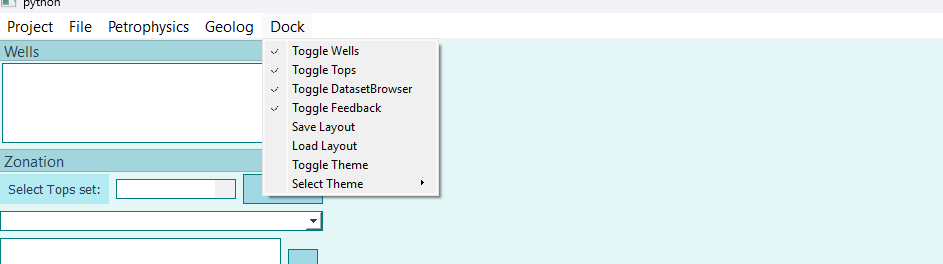 python
Project File Petrophysics Geolog Dock
Wells
Toggle Wells
Toggle Tops
Toggle DatasetBrowser
Toggle Feedback
Save Layout
Load Layout
Toggle Theme
Select Theme
Zonation
Select Tops set: